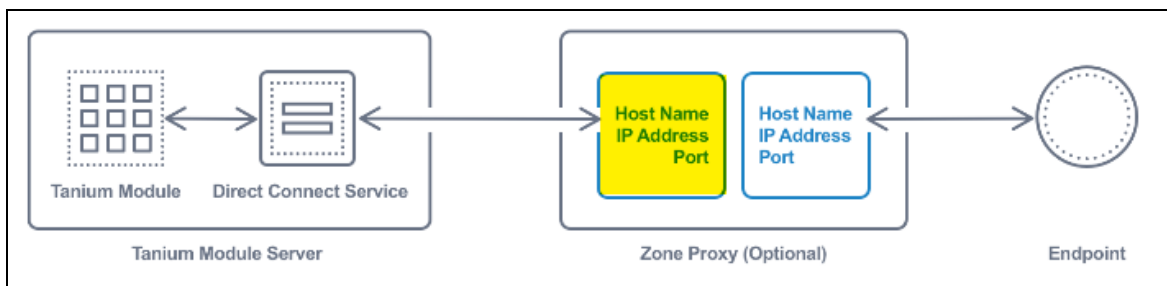 Host Name
IP Address
Port
Host Name
IP Address
Port
Tanium Module
Direct Connect Service
Tanium Module Server
Zone Proxy (Optional)
Endpoint